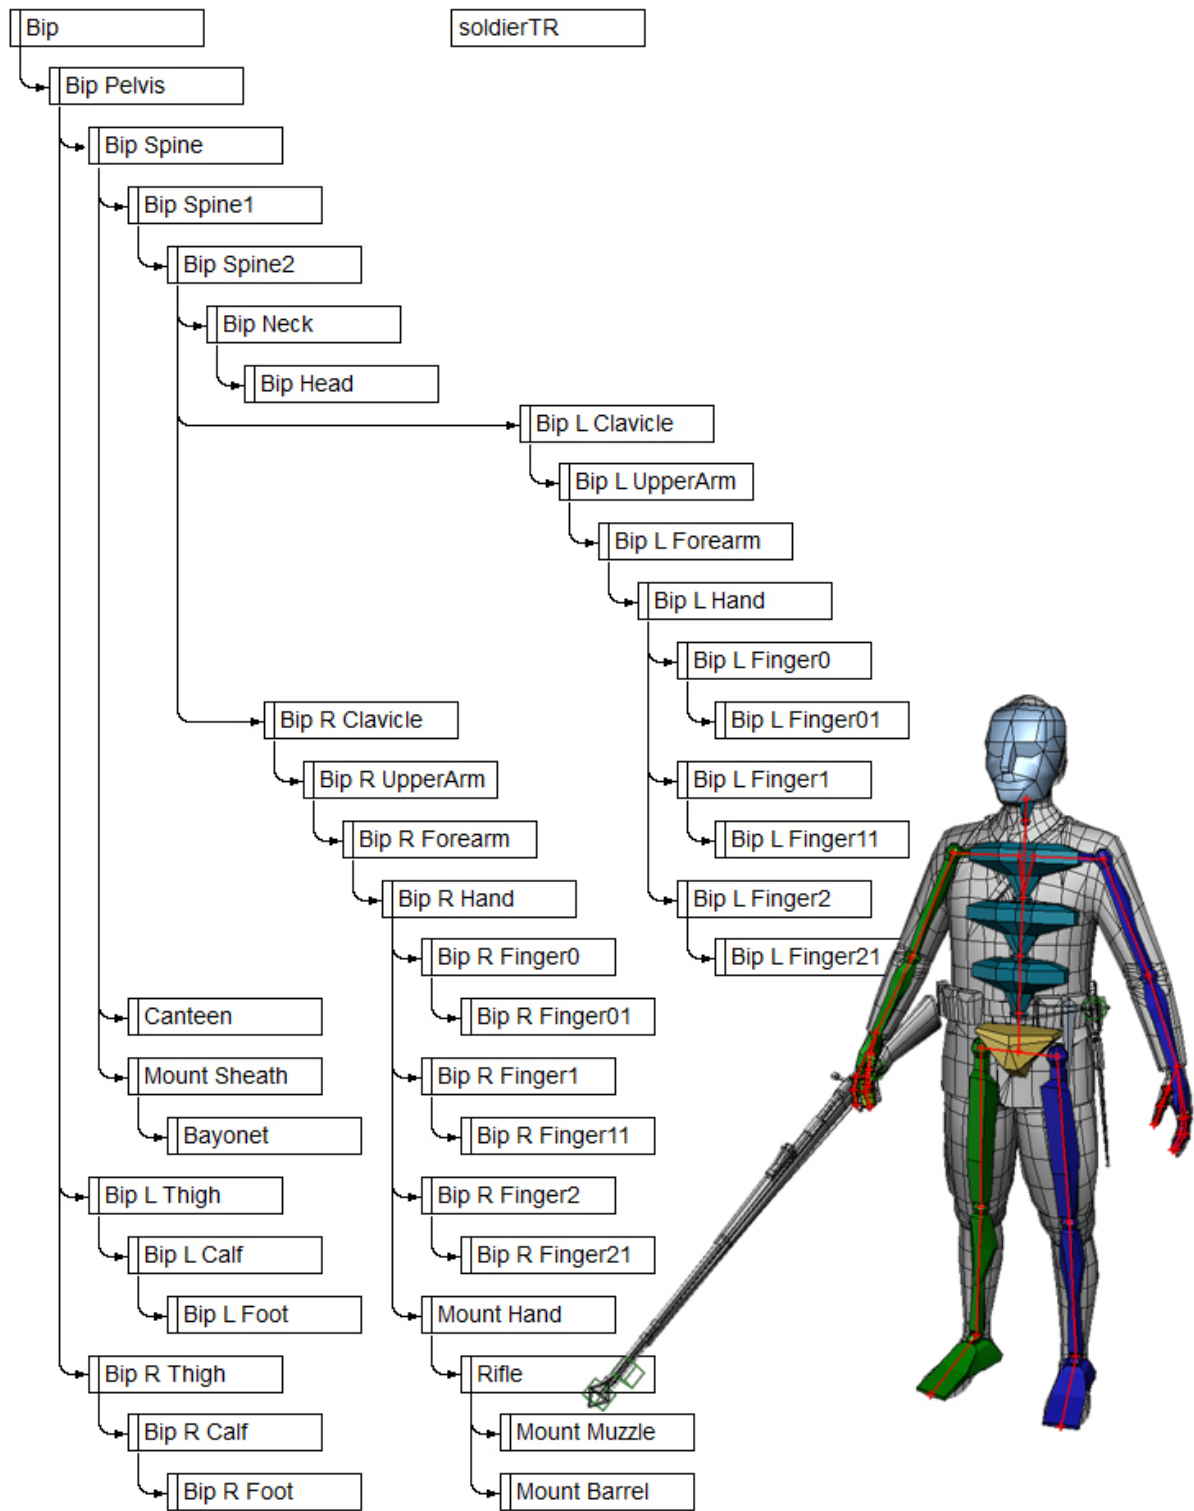 Bip
soldierTR
Bip Pelvis
Bip Spine
Bip Spine1
Bip Spine2
Bip Neck
Bip Head
Bip L Clavicle
Bip L UpperArm
Bip L Forearm
Bip L Hand
Bip L Finger0
Bip L Finger01
Bip L Finger1
Bip L Finger11
Bip L Finger2
Bip L Finger21
Bip R Clavicle
Bip R UpperArm
Bip R Forearm
Bip R Hand
Bip R Finger0
Bip R Finger01
Bip R Finger1
Bip R Finger11
Bip R Finger2
Bip R Finger21
Mount Hand
Rifle
Mount Muzzle
Mount Barrel
Canteen
Mount Sheath
Bayonet
Bip L Thigh
Bip L Calf
Bip L Foot
Bip R Thigh
Bip R Calf
Bip R Foot